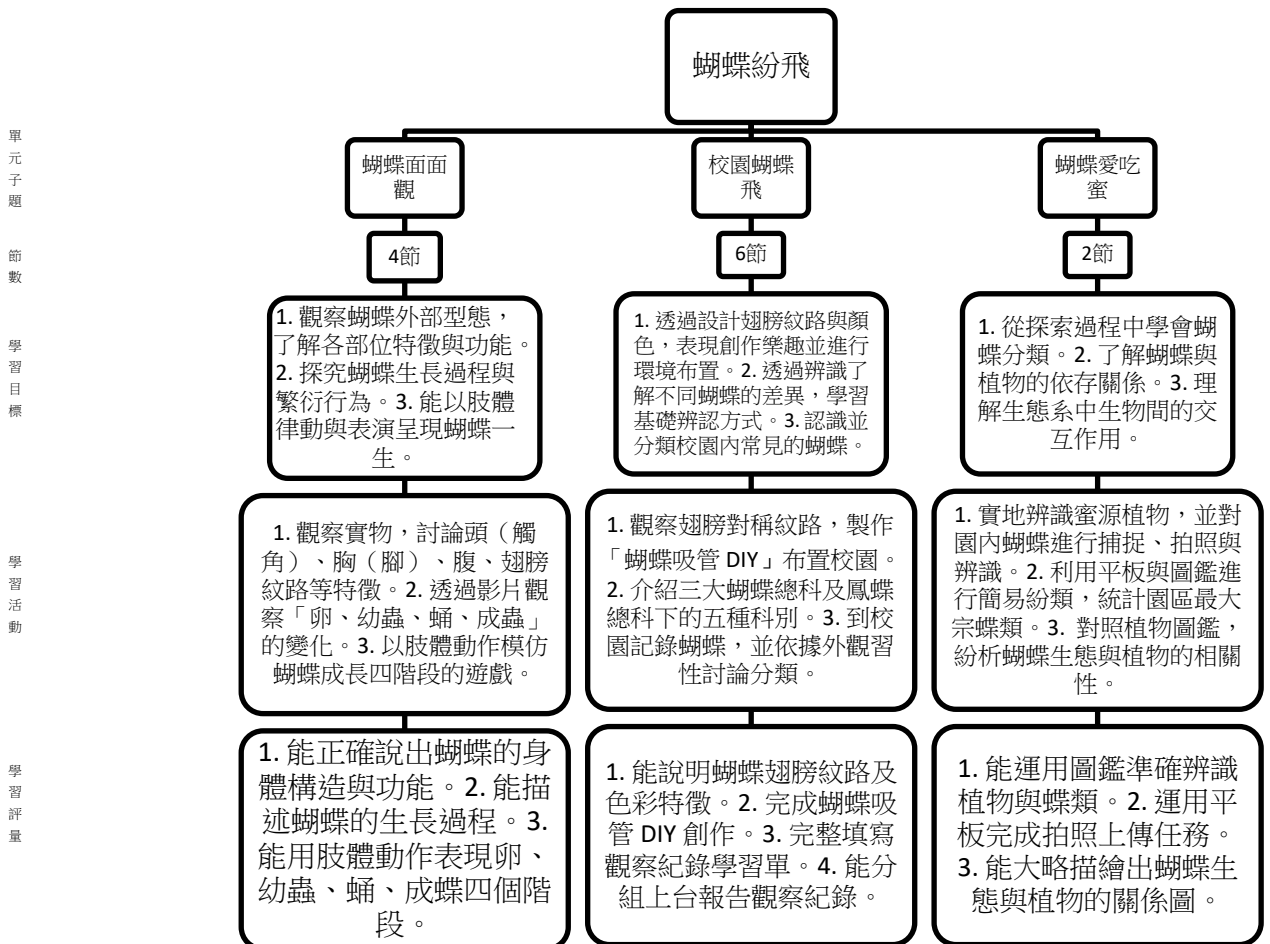 蝴蝶紛飛
單元子題
蝴蝶面面
觀
校園蝴蝶
飛
蝴蝶愛吃
蜜
節數
4節
6節
2節
學習目標
1. 觀察蝴蝶外部型態，
了解各部位特徵與功能。
2. 探究蝴蝶生長過程與
繁衍行為。3. 能以肢體
律動與表演呈現蝴蝶一
生。
1. 透過設計翅膀紋路與顏
色，表現創作樂趣並進行
環境布置。2. 透過辨識了
解不同蝴蝶的差異，學習
基礎辨認方式。3. 認識並
分類校園內常見的蝴蝶。
1. 從探索過程中學會蝴
蝶分類。2. 了解蝴蝶與
植物的依存關係。3. 理
解生態系中生物間的交
互作用。
學習活動
1. 觀察實物，討論頭（觸
角）、胸（腳）、腹、翅膀
紋路等特徵。2. 透過影片觀
察「卵、幼蟲、蛹、成蟲」
的變化。3. 以肢體動作模仿
蝴蝶成長四階段的遊戲。
1. 觀察翅膀對稱紋路，製作
「蝴蝶吸管 DIY」布置校園。
2. 介紹三大蝴蝶總科及鳳蝶
總科下的五種科別。3. 到校
園記錄蝴蝶，並依據外觀習
性討論分類。
1. 實地辨識蜜源植物，並對
園內蝴蝶進行捕捉、拍照與
辨識。2. 利用平板與圖鑑進
行簡易紛類，統計園區最大
宗蝶類。3. 對照植物圖鑑，
紛析蝴蝶生態與植物的相關
性。
學習評量
1. 能正確說出蝴蝶的身
體構造與功能。2. 能描
述蝴蝶的生長過程。3.
能用肢體動作表現卵、
幼蟲、蛹、成蝶四個階
段。
1. 能說明蝴蝶翅膀紋路及
色彩特徵。2. 完成蝴蝶吸
管 DIY 創作。3. 完整填寫
觀察紀錄學習單。4. 能分
組上台報告觀察紀錄。
1. 能運用圖鑑準確辨識
植物與蝶類。2. 運用平
板完成拍照上傳任務。
3. 能大略描繪出蝴蝶生
態與植物的關係圖。